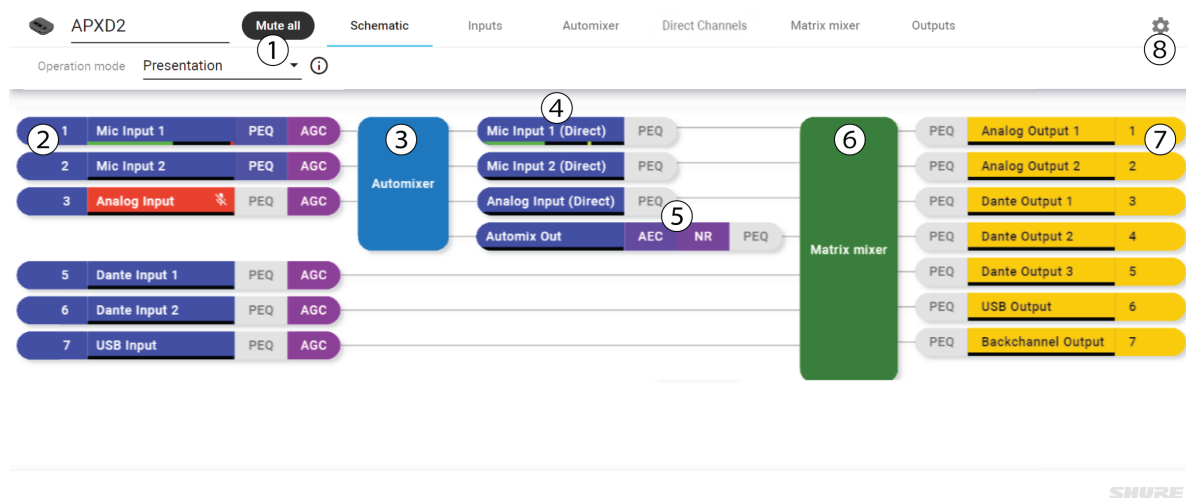 APXD2 Mute all Schematic Inputs Automixer Direct Channels Matrix mixer Outputs
1 8
Operation mode Presentation
4
1 Mic Input 1 PEQ AGC Mic Input 1 (Direct) PEQ PEQ Analog Output 1 1
2 3 6 7
2 Mic Input 2 PEQ AGC Mic Input 2 (Direct) PEQ PEQ Analog Output 2 2
Automixer
3 Analog Input PEQ AGC Analog Input (Direct) PEQ PEQ Dante Output 1 3
5
Automix Out AEC NR PEQ PEQ Dante Output 2 4
Matrix mixer
5 Dante Input 1 PEQ AGC PEQ Dante Output 3 5
6 Dante Input 2 PEQ AGC PEQ USB Output 6
7 USB Input PEQ AGC PEQ Backchannel Output 7
SHURE